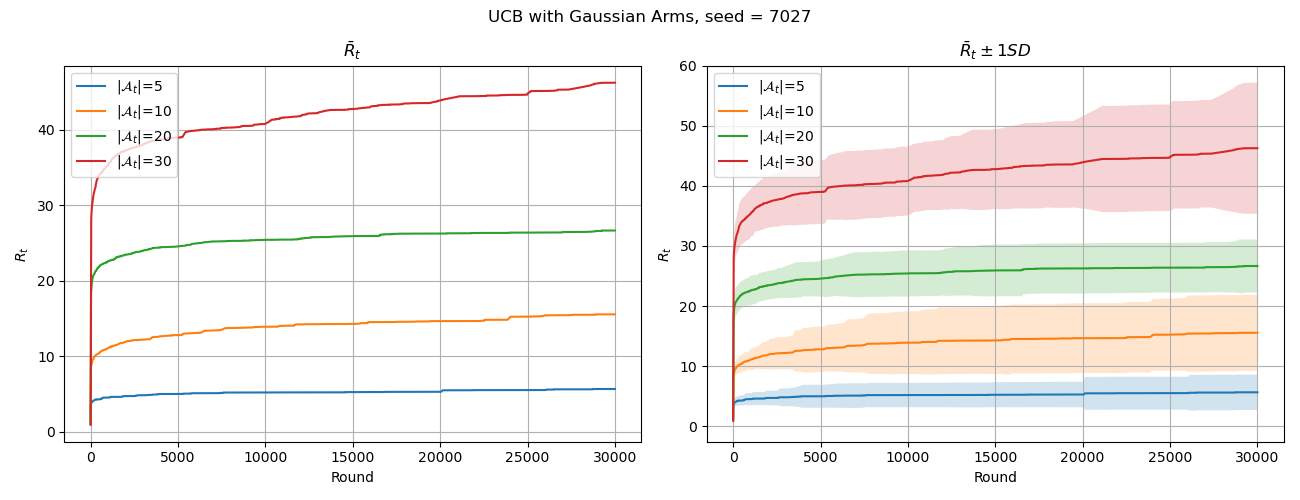 UCB with Gaussian Arms, seed = 7027
R̄ₜ
Rₜ
40
30
20
10
0
|𝒜ₜ|=5
|𝒜ₜ|=10
|𝒜ₜ|=20
|𝒜ₜ|=30
0 5000 10000 15000 20000 25000 30000
Round
R̄ₜ ± 1SD
Rₜ
60
50
40
30
20
10
0
|𝒜ₜ|=5
|𝒜ₜ|=10
|𝒜ₜ|=20
|𝒜ₜ|=30
0 5000 10000 15000 20000 25000 30000
Round